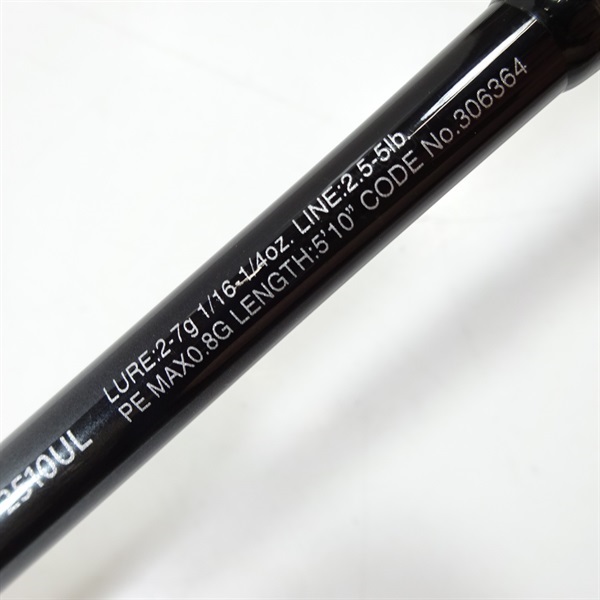 2510UL
LURE:2-7g 1/16-1/4oz. LINE:2.5-5lb.
PE MAX0.8G LENGTH:5'10" CODE No.306364